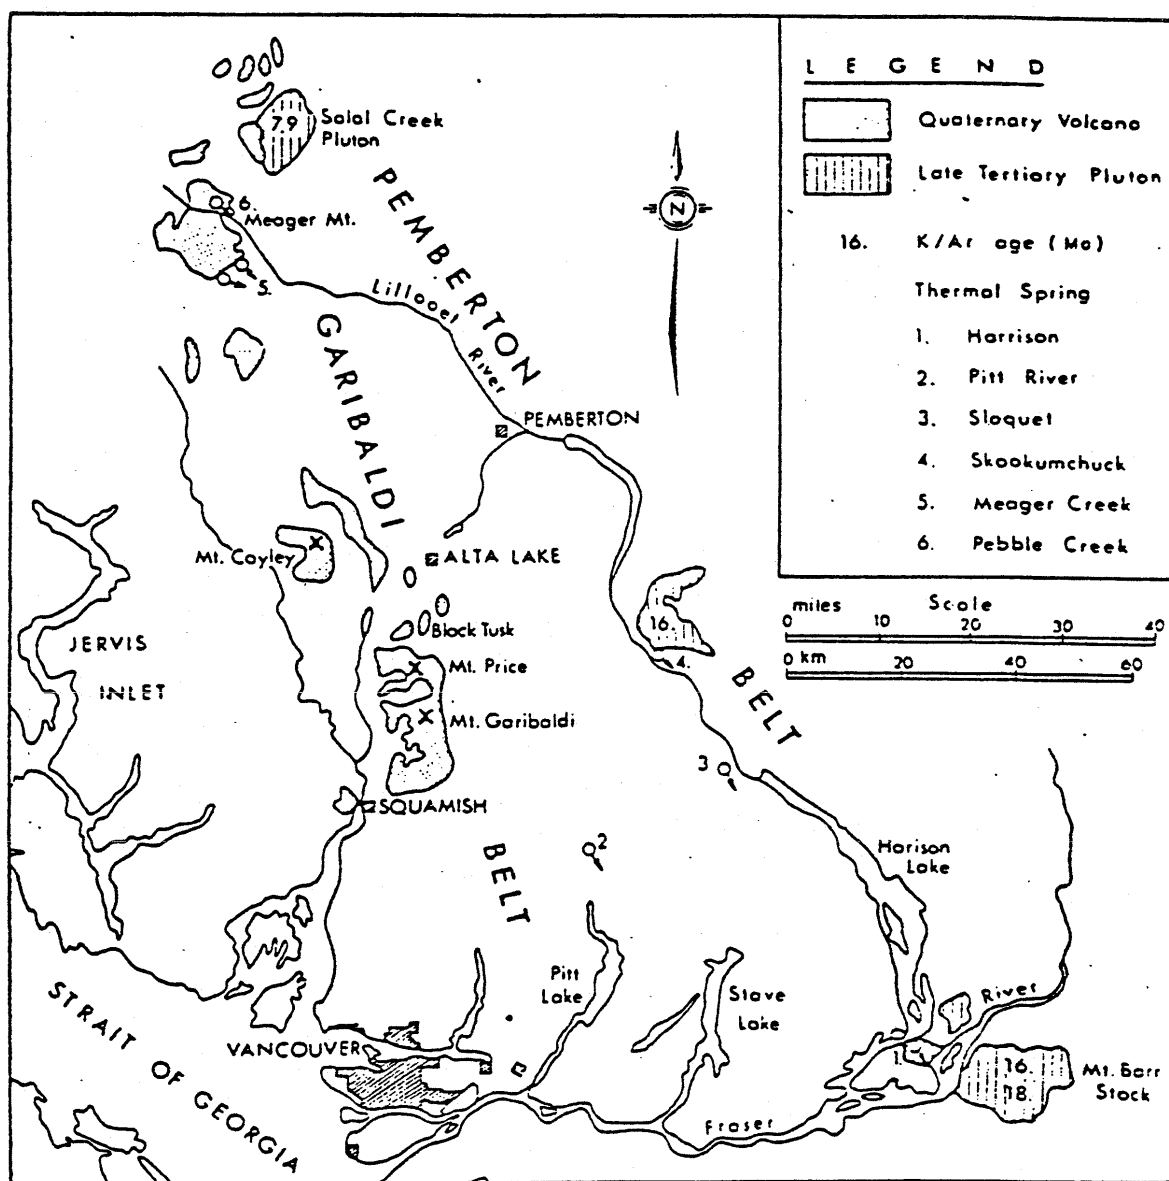 7.9
Salal Creek
Pluton
6.
Meager Mt.
5.
PEMBERTON
Lillooet
River
GARIBALDI
PEMBERTON
Mt. Cayley
ALTA LAKE
Black Tusk
Mt. Price
Mt. Garibaldi
JERVIS
INLET
16.
4.
BELT
3
SQUAMISH
2
BELT
Harison
Lake
Pitt
Lake
Stave
Lake
River
STRAIT
OF
GEORGIA
VANCOUVER
1.
16.
18.
Mt. Barr
Stock
Fraser
N
LEGEND
Quaternary Volcano
Late Tertiary Pluton
16. K/Ar age (Ma)
Thermal Spring
1. Harrison
2. Pitt River
3. Sloquet
4. Skookumchuck
5. Meager Creek
6. Pebble Creek
miles Scale
0 10 20 30 40
0 km 20 40 60